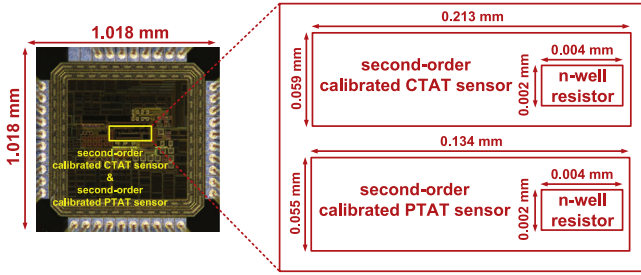 1.018 mm
1.018 mm
second-order
calibrated CTAT sensor
&
second-order
calibrated PTAT sensor
0.213 mm
0.059 mm
second-order
calibrated CTAT sensor
0.004 mm
0.002 mm
n-well
resistor
0.134 mm
0.055 mm
second-order
calibrated PTAT sensor
0.004 mm
0.002 mm
n-well
resistor